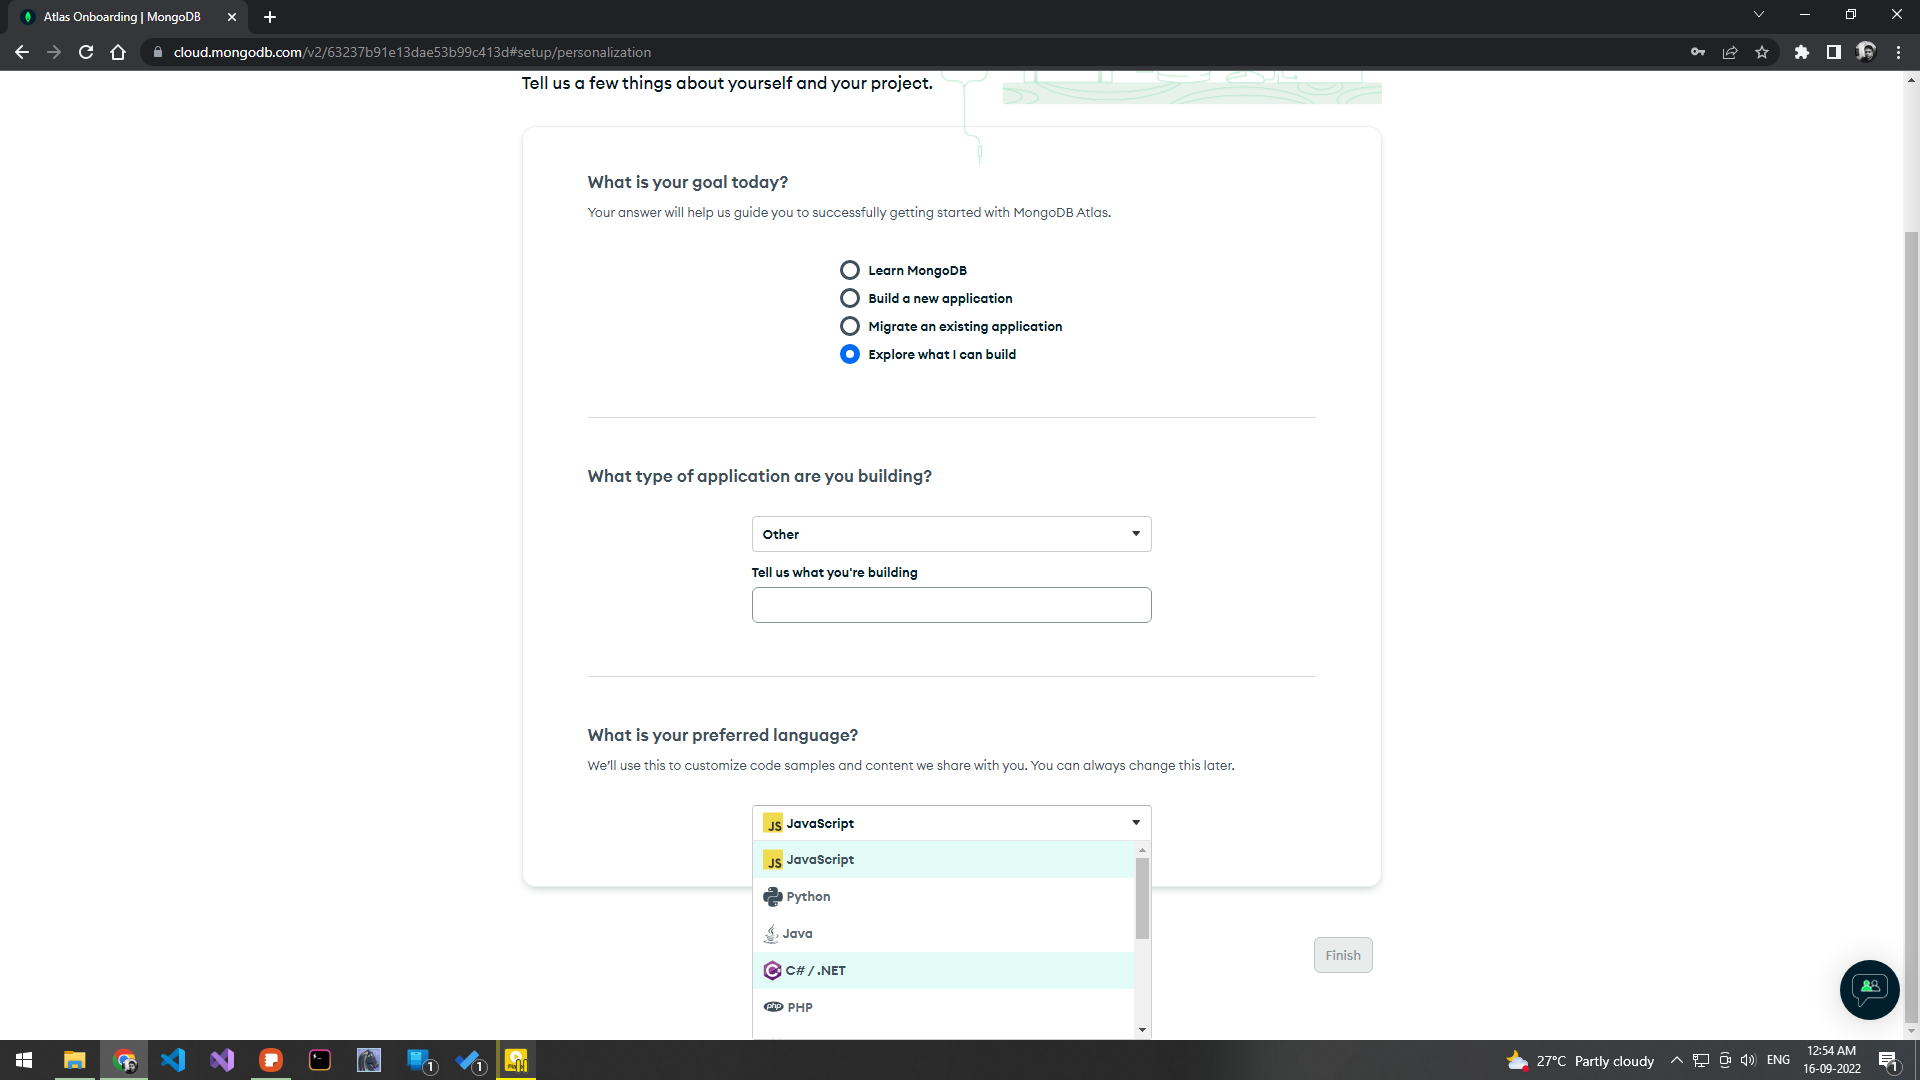 Atlas Onboarding | MongoDB
cloud.mongodb.com/v2/63237b91e13dae53b99c413d#setup/personalization
Tell us a few things about yourself and your project.
What is your goal today?
Your answer will help us guide you to successfully getting started with MongoDB Atlas.
Learn MongoDB
Build a new application
Migrate an existing application
Explore what I can build
What type of application are you building?
Other
Tell us what you're building
What is your preferred language?
We'll use this to customize code samples and content we share with you. You can always change this later.
JS JavaScript
JS JavaScript
Python
Java
C# / .NET
php PHP
Finish
1
1
27°C Partly cloudy
ENG
12:54 AM
16-09-2022
1